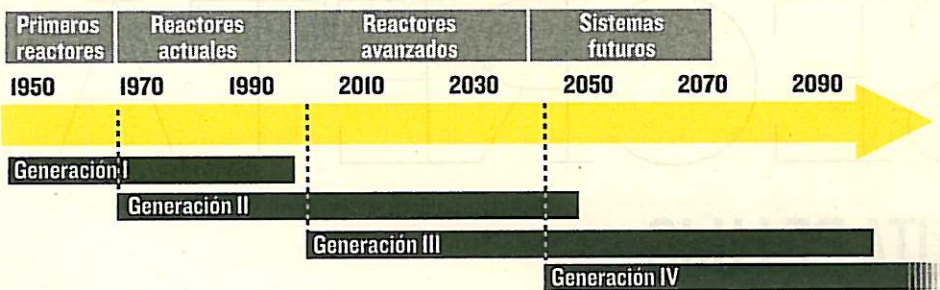 Primeros
reactores
Reactores
actuales
Reactores
avanzados
Sistemas
futuros
1950 1970 1990 2010 2030 2050 2070 2090
Generación I
Generación II
Generación III
Generación IV